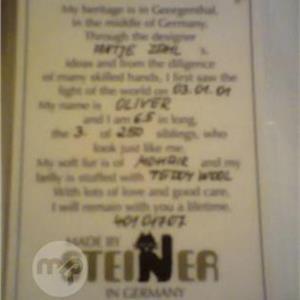 My heritage is in Georgenthal,
in the middle of Germany.
Through the designer
s,
ideas and from the diligence
of many skilled hands, I first saw the
light of the world on 03.01.01
My name is OLIVER
and I am 65 in long,
the 3. of 250 siblings, who
look just like me.
My soft fur is of MOHAIR and my
belly is stuffed with TEDDY WOOL
With lots of love and good care,
I will remain with you a lifetime.
40101707
MADE BY
STEINER
IN GERMANY